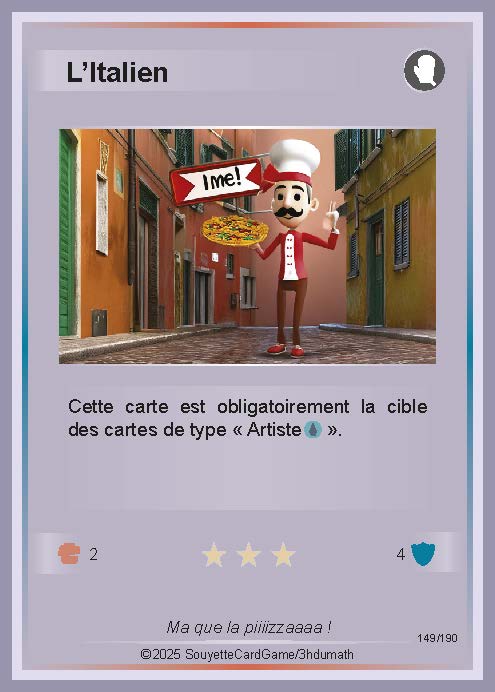 L’Italien
1me!
Cette carte est obligatoirement la cible
des cartes de type « Artiste ».
2
4
Ma que la piiiizzaaaa !
149/190
©2025 SouyetteCardGame/3hdumath